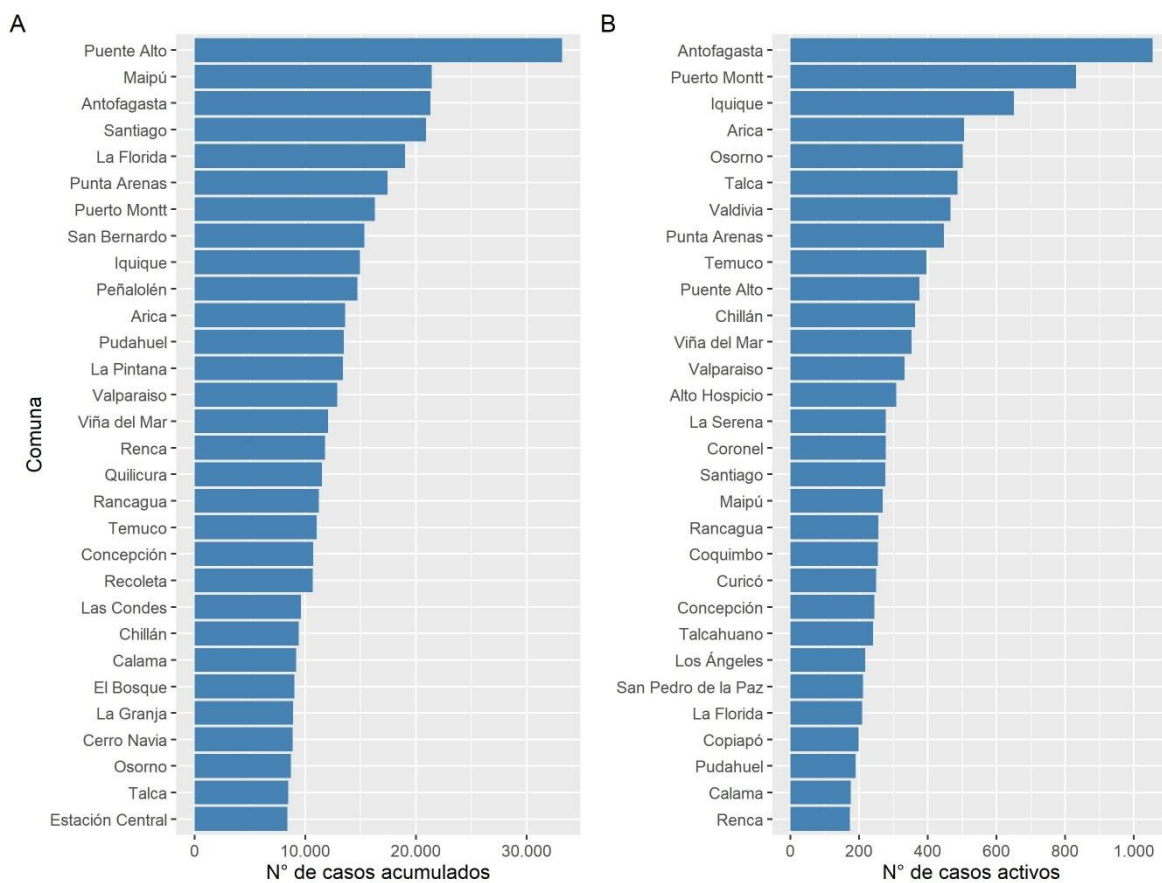 A
Puente Alto
Maipú
Antofagasta
Santiago
La Florida
Punta Arenas
Puerto Montt
San Bernardo
Iquique
Peñalolén
Arica
Pudahuel
La Pintana
Valparaiso
Viña del Mar
Renca
Quilicura
Rancagua
Temuco
Concepción
Recoleta
Las Condes
Chillán
Calama
El Bosque
La Granja
Cerro Navia
Osorno
Talca
Estación Central
Comuna
0 10.000 20.000 30.000
N° de casos acumulados
B
Antofagasta
Puerto Montt
Iquique
Arica
Osorno
Talca
Valdivia
Punta Arenas
Temuco
Puente Alto
Chillán
Viña del Mar
Valparaiso
Alto Hospicio
La Serena
Coronel
Santiago
Maipú
Rancagua
Coquimbo
Curicó
Concepción
Talcahuano
Los Ángeles
San Pedro de la Paz
La Florida
Copiapó
Pudahuel
Calama
Renca
0 200 400 600 800 1.000
N° de casos activos